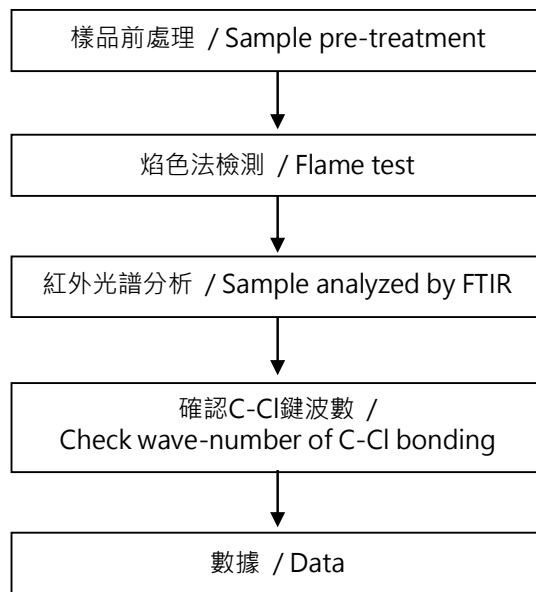 樣品前處理 / Sample pre-treatment
焰色法檢測 / Flame test
紅外光譜分析 / Sample analyzed by FTIR
確認C-Cl鍵波數 /
Check wave-number of C-Cl bonding
數據 / Data